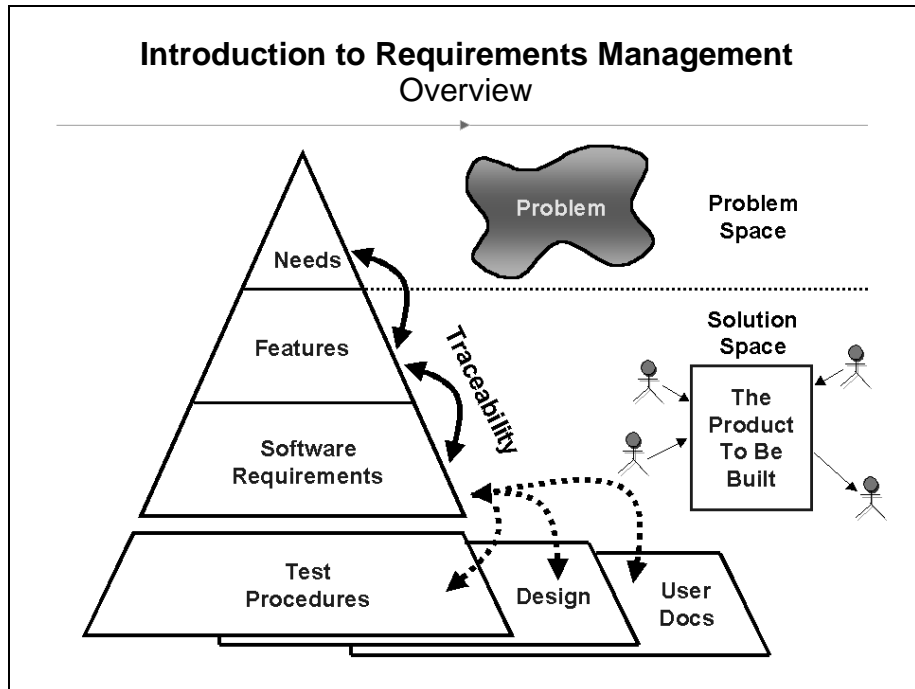 Introduction to Requirements Management
Overview
Problem
Problem
Space
Needs
Features
Traceability
Software
Requirements
Solution
Space
The
Product
To Be
Built
Test
Procedures
Design
User
Docs